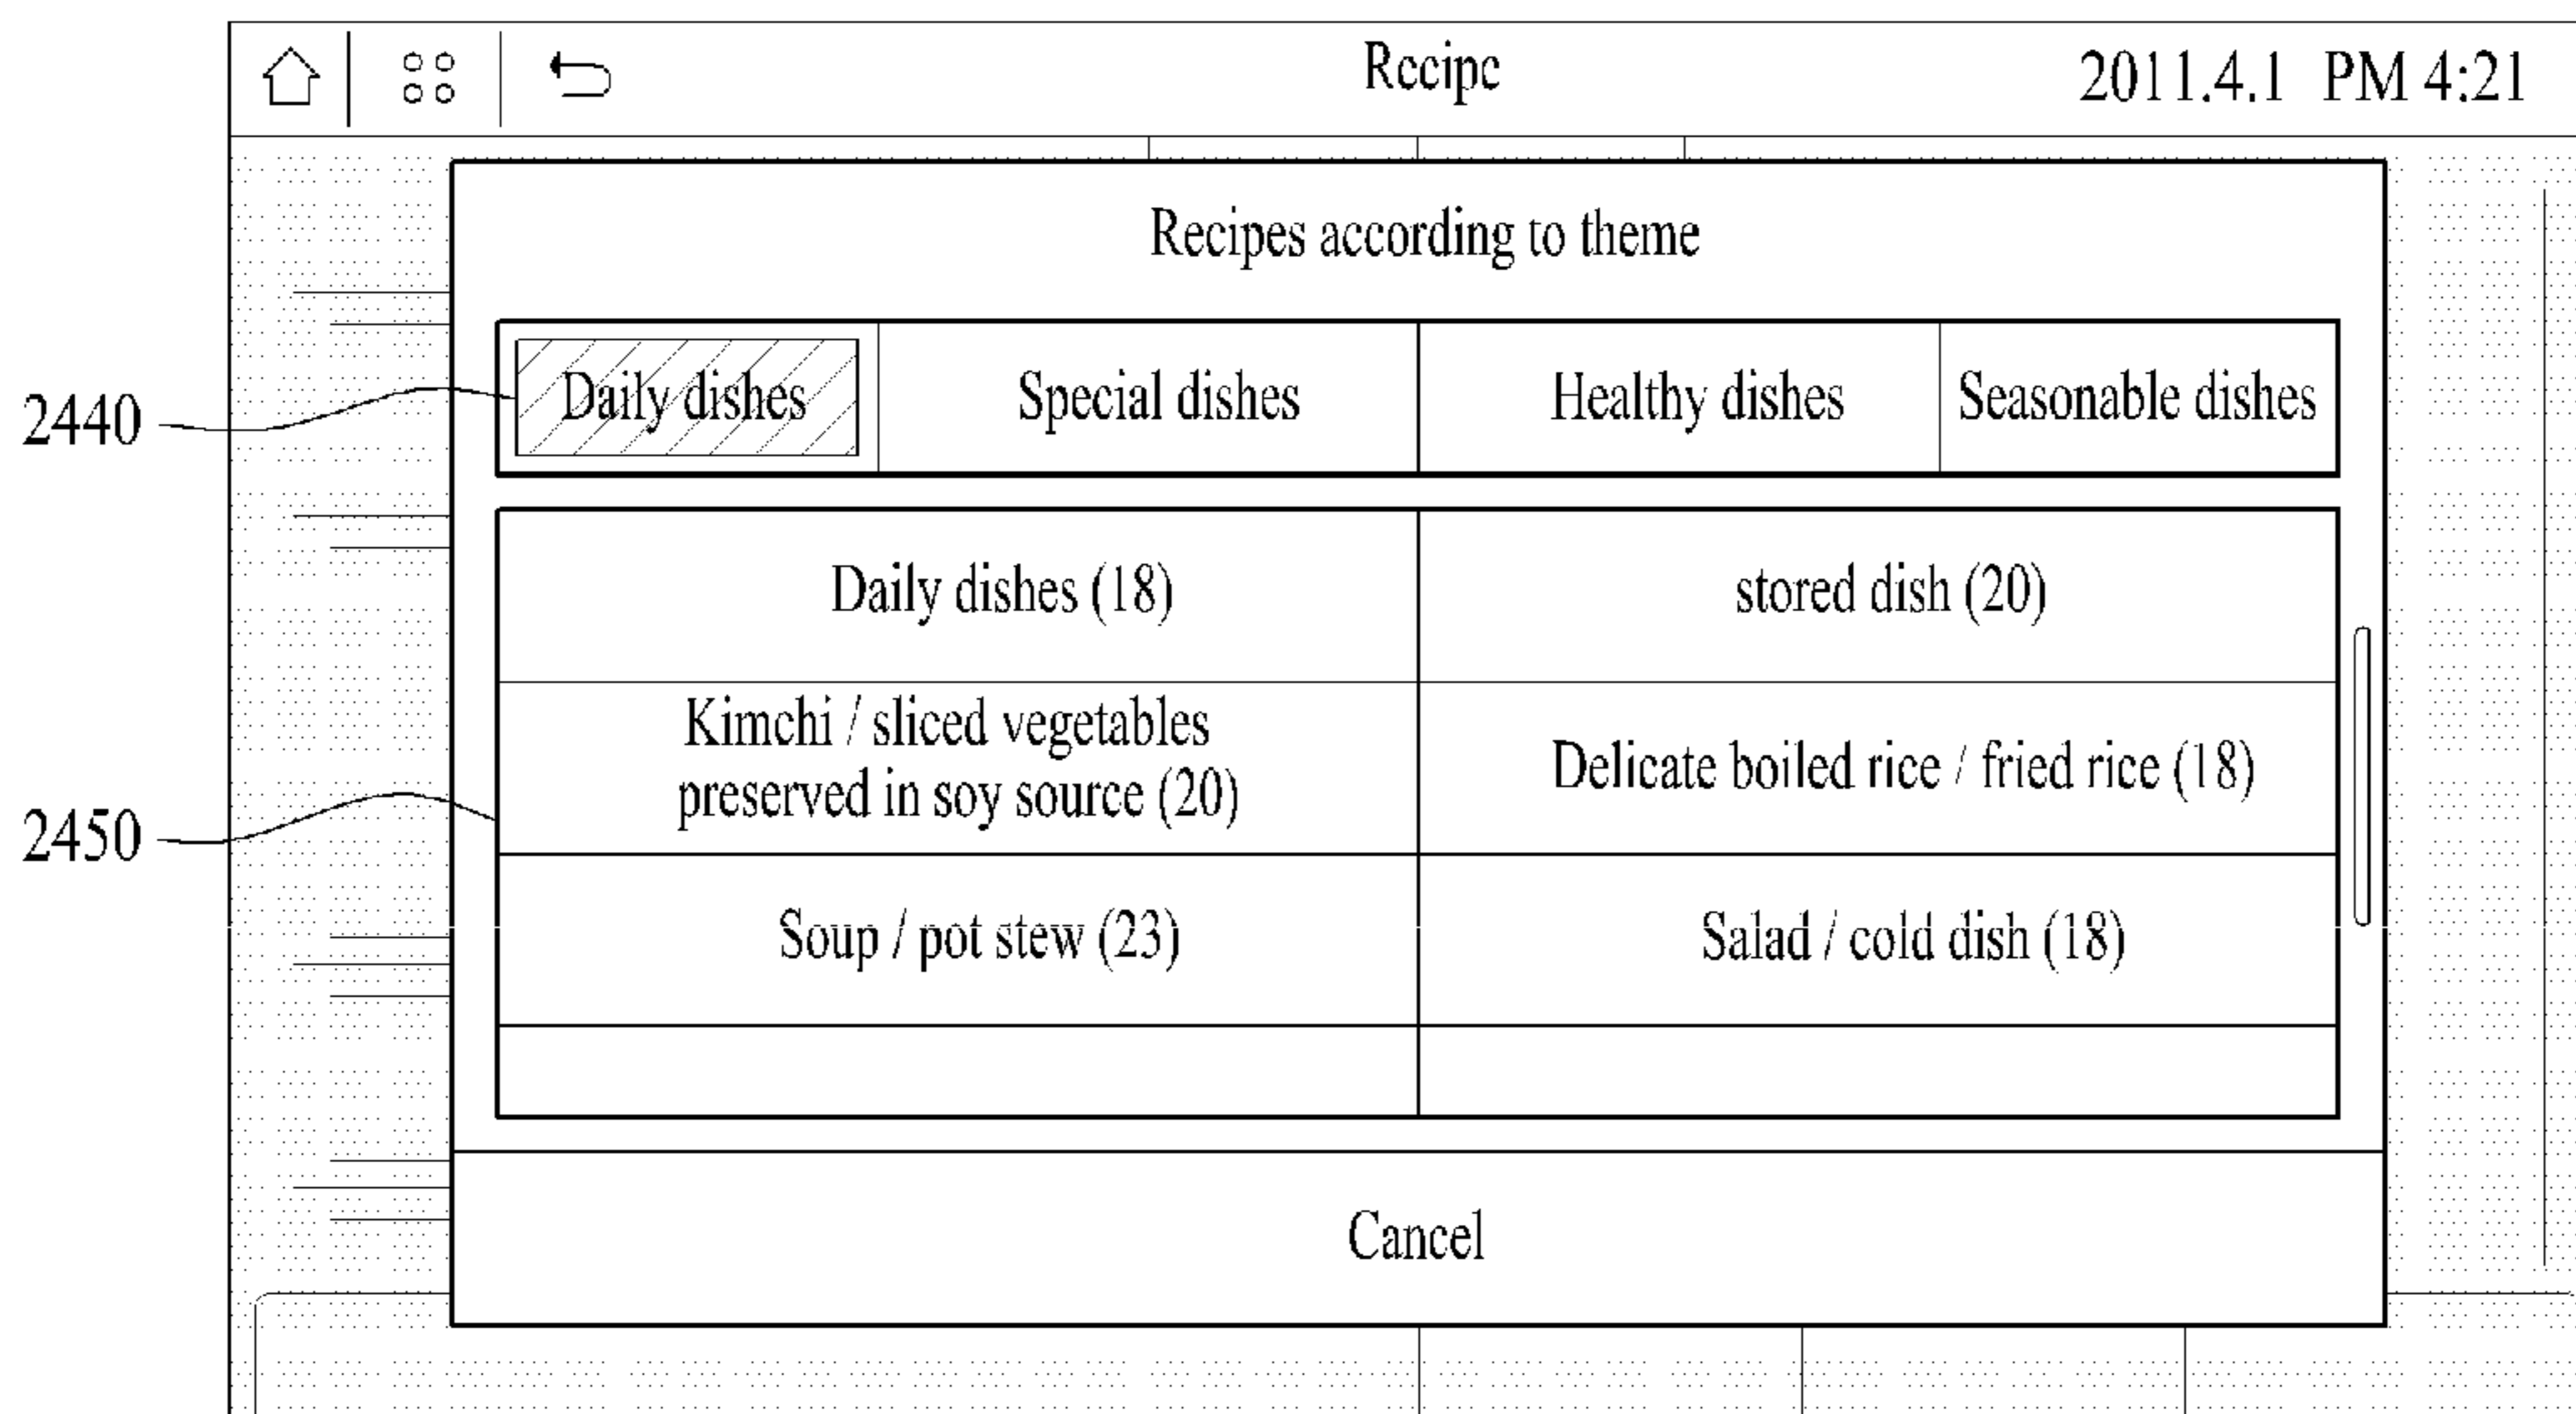 Recipe
2011.4.1 PM 4:21
Recipes according to theme
2440
Daily dishes
Special dishes
Healthy dishes
Seasonable dishes
Daily dishes (18)
stored dish (20)
Kimchi / sliced vegetables
preserved in soy source (20)
Delicate boiled rice / fried rice (18)
2450
Soup / pot stew (23)
Salad / cold dish (18)
Cancel